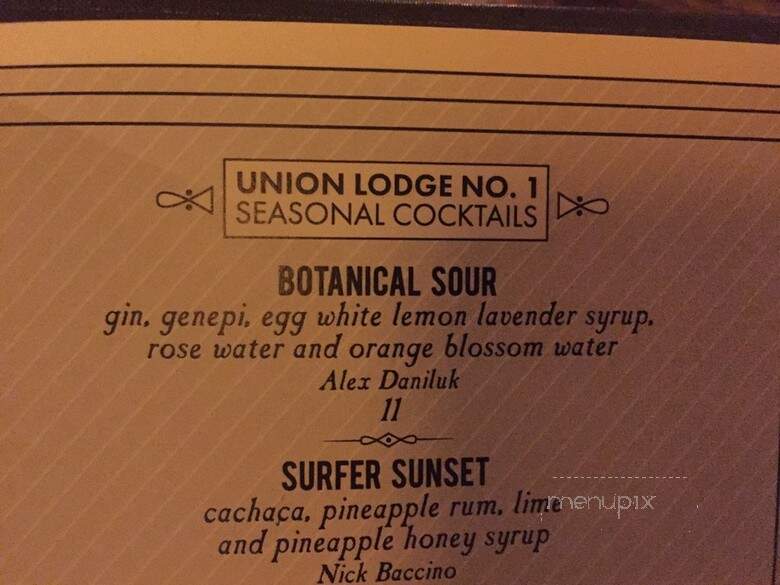 UNION LODGE NO. 1
SEASONAL COCKTAILS
BOTANICAL SOUR
gin, genepi, egg white lemon lavender syrup,
rose water and orange blossom water
Alex Daniluk
11
SURFER SUNSET
cachaça, pineapple rum, lime
menupix
and pineapple honey syrup
Nick Baccino